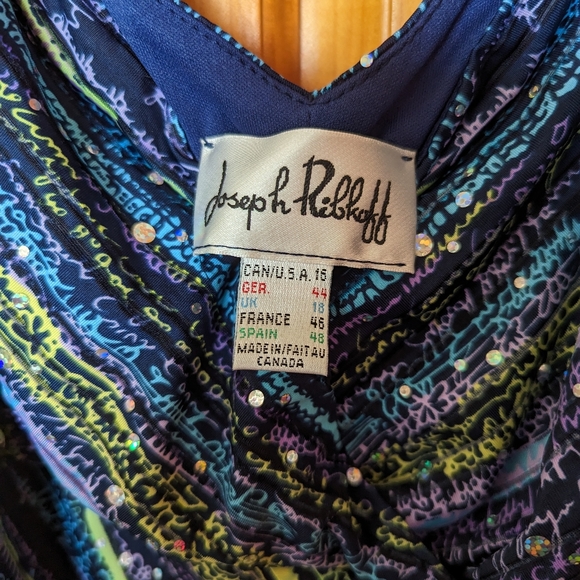 Joseph Ribkoff
CAN/U.S.A. 16
GER. 44
UK 18
FRANCE 46
SPAIN 48
MADE IN/FAIT AU
CANADA